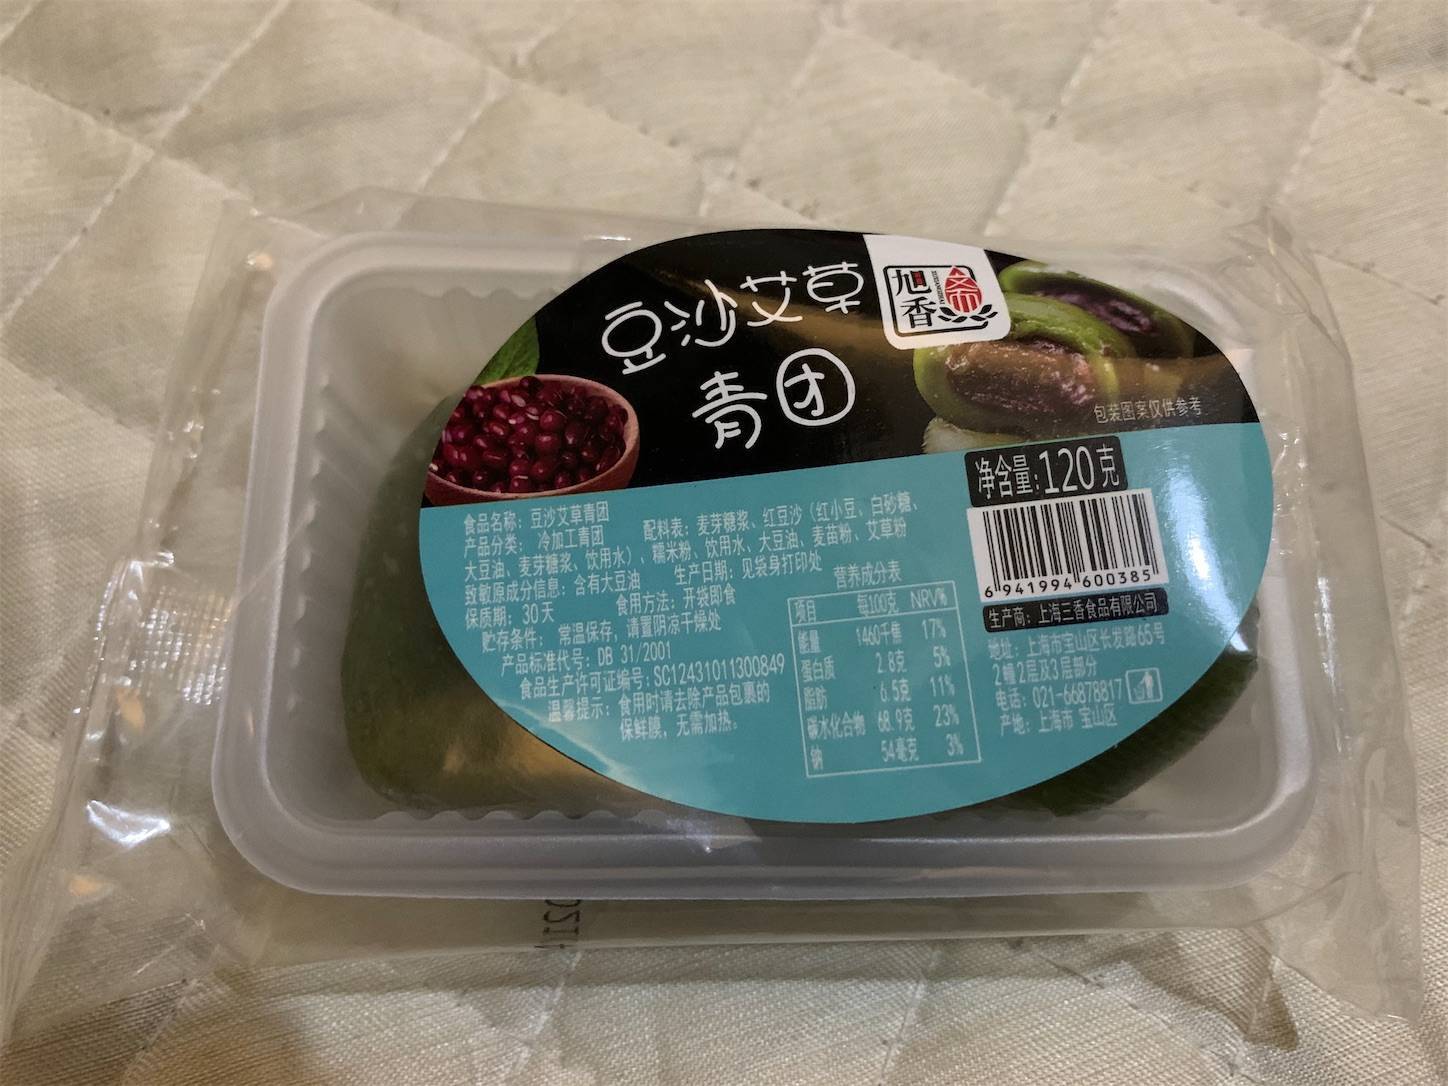 豆沙艾草
青团
旭香斋
包装图案仅供参考
净含量:120克
食品名称：豆沙艾草青团
产品分类：冷加工青团
配料表：麦芽糖浆、红豆沙（红小豆、白砂糖、
大豆油、麦芽糖浆、饮用水）、糯米粉、饮用水、大豆油、麦苗粉、艾草粉
致敏原成分信息：含有大豆油 生产日期：见袋身打印处
保质期：30天 食用方法：开袋即食
贮存条件：常温保存，请置阴凉干燥处
产品标准代号：DB 31/2001
食品生产许可证编号：SC12431011300849
温馨提示：食用时请去除产品包裹的
保鲜膜，无需加热。
营养成分表
项目 每100克 NRV%
能量 1460千焦 17%
蛋白质 2.8克 5%
脂肪 6.5克 11%
碳水化合物 68.9克 23%
钠 54毫克 3%
6 941994 600385
生产商：上海三香食品有限公司
地址：上海市宝山区长发路65号
2幢2层及3层部分
电话：021-66878817
产地：上海市 宝山区